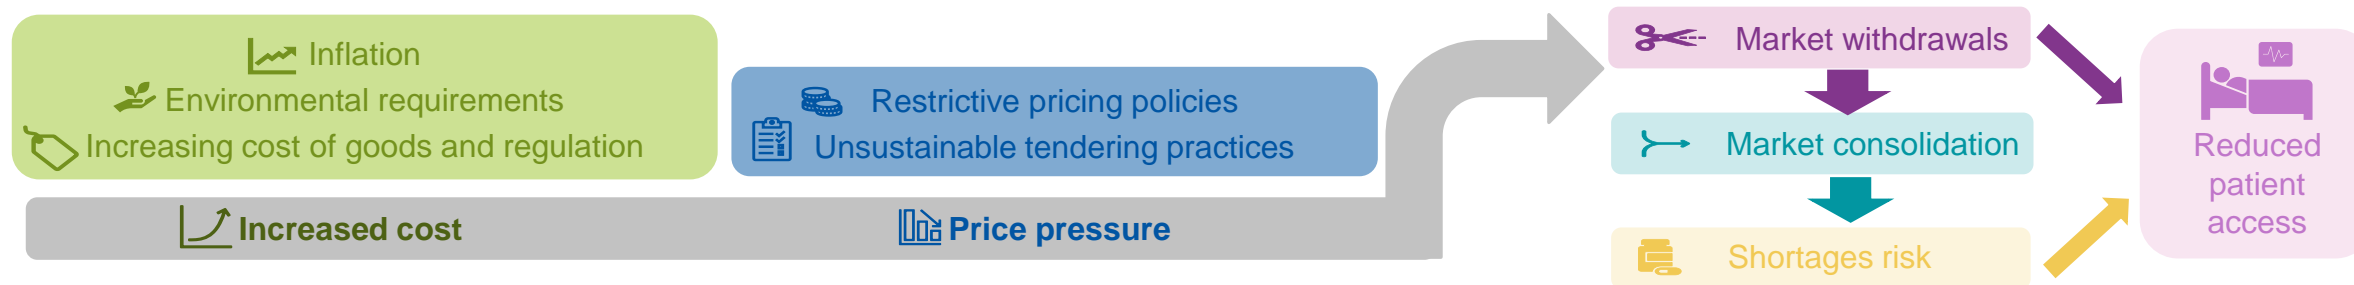 Inflation
Environmental requirements
Increasing cost of goods and regulation
Increased cost
Restrictive pricing policies
Unsustainable tendering practices
Price pressure
Market withdrawals
Market consolidation
Shortages risk
Reduced
patient
access